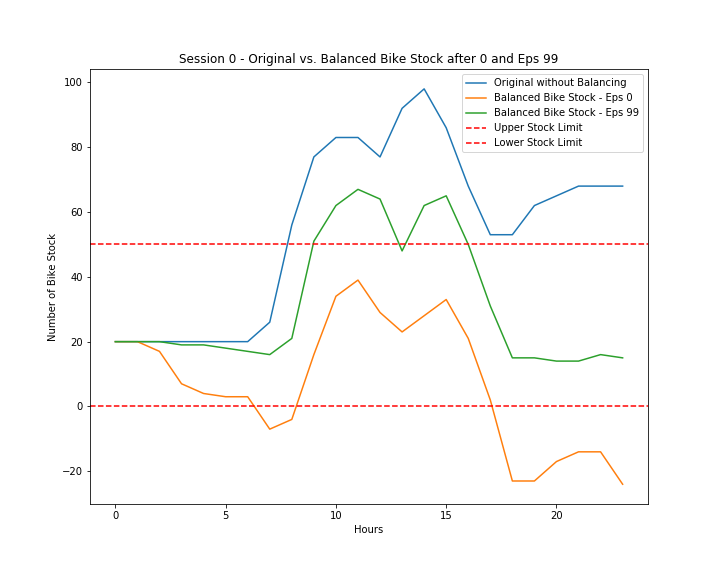 Session 0 - Original vs. Balanced Bike Stock after 0 and Eps 99
Original without Balancing
Balanced Bike Stock - Eps 0
Balanced Bike Stock - Eps 99
Upper Stock Limit
Lower Stock Limit
Number of Bike Stock
100
80
60
40
20
0
−20
0
5
10
15
20
Hours